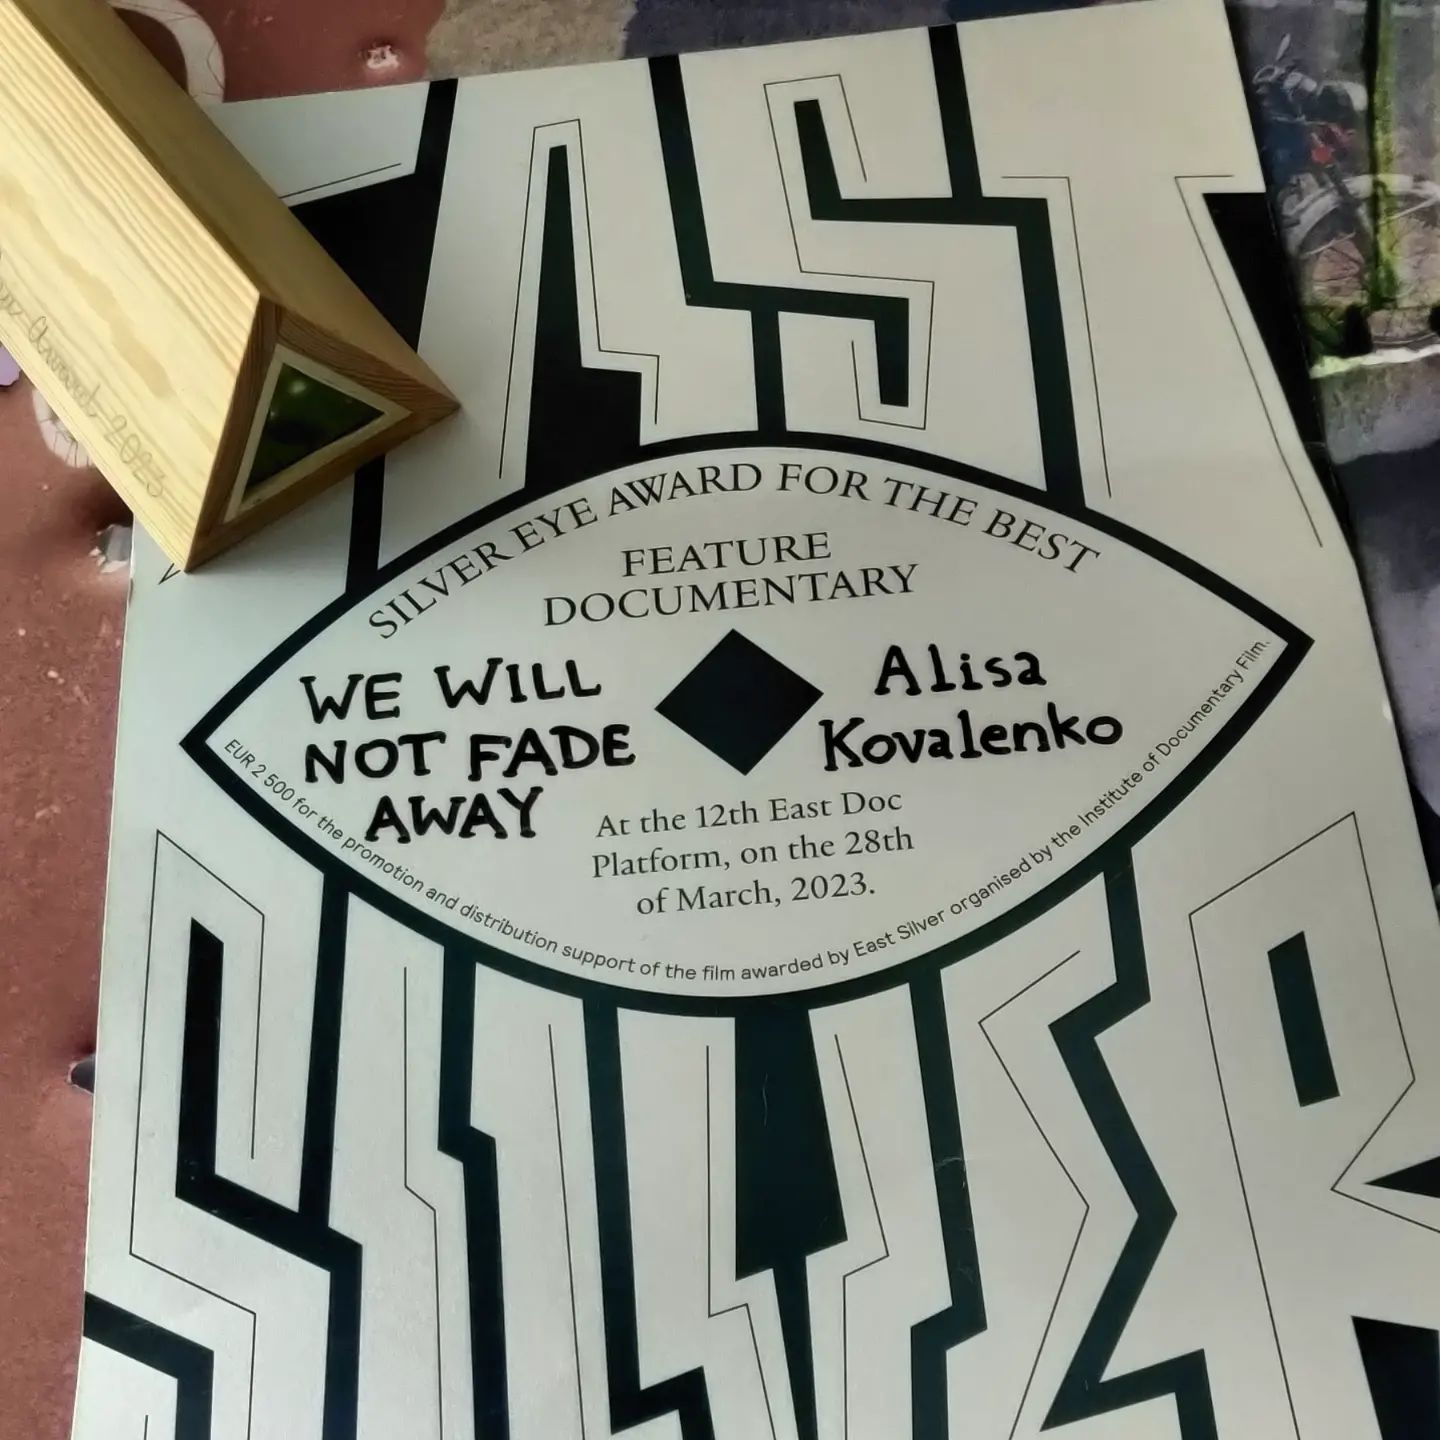 AST
SILVER EYE AWARD FOR THE BEST
FEATURE
DOCUMENTARY
WE WILL
NOT FADE
AWAY
Alisa
Kovalenko
At the 12th East Doc
Platform, on the 28th
of March, 2023.
EUR 2 500 for the promotion and distribution support of the film awarded by East Silver organised by the Institute of Documentary Film.
SILVER
Award 2023